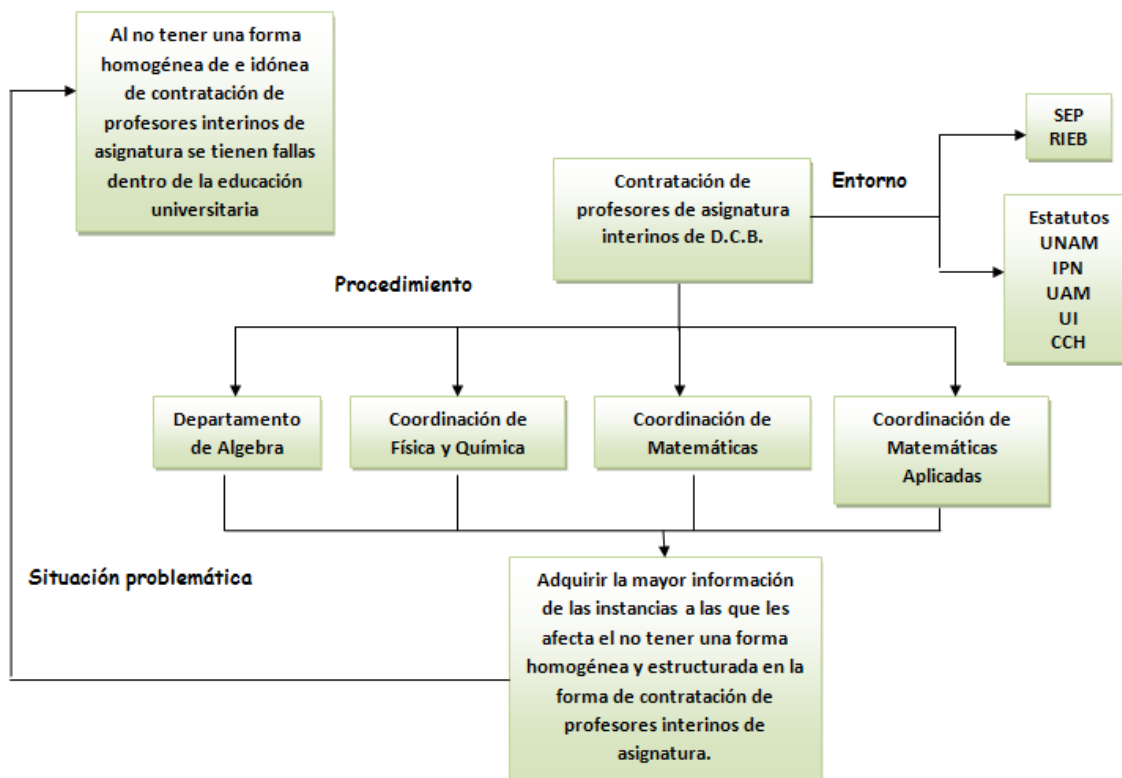 Al no tener una forma
homogénea de e idónea
de contratación de
profesores interinos de
asignatura se tienen fallas
dentro de la educación
universitaria
SEP
RIEB
Contratación de
profesores de asignatura
interinos de D.C.B.
Entorno
Estatutos
UNAM
IPN
UAM
UI
CCH
Procedimiento
Departamento
de Algebra
Coordinación de
Física y Química
Coordinación de
Matemáticas
Coordinación de
Matemáticas
Aplicadas
Situación problemática
Adquirir la mayor información
de las instancias a las que les
afecta el no tener una forma
homogénea y estructurada en la
forma de contratación de
profesores interinos de
asignatura.